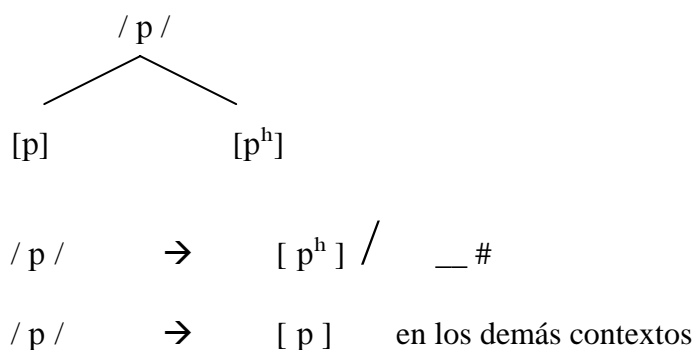 / p /
[p] [pʰ]
/ p / → [ pʰ ] / __ #
/ p / → [ p ] en los demás contextos